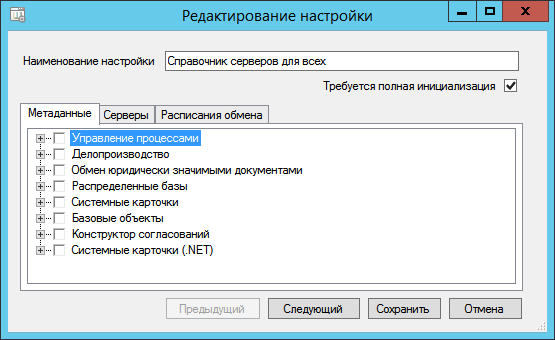 Редактирование настройки
Наименование настройки Справочник серверов для всех
Требуется полная инициализация
Метаданные Серверы Расписания обмена
Управление процессами
Делопроизводство
Обмен юридически значимыми документами
Распределенные базы
Системные карточки
Базовые объекты
Конструктор согласований
Системные карточки (.NET)
Предыдущий Следующий Сохранить Отмена